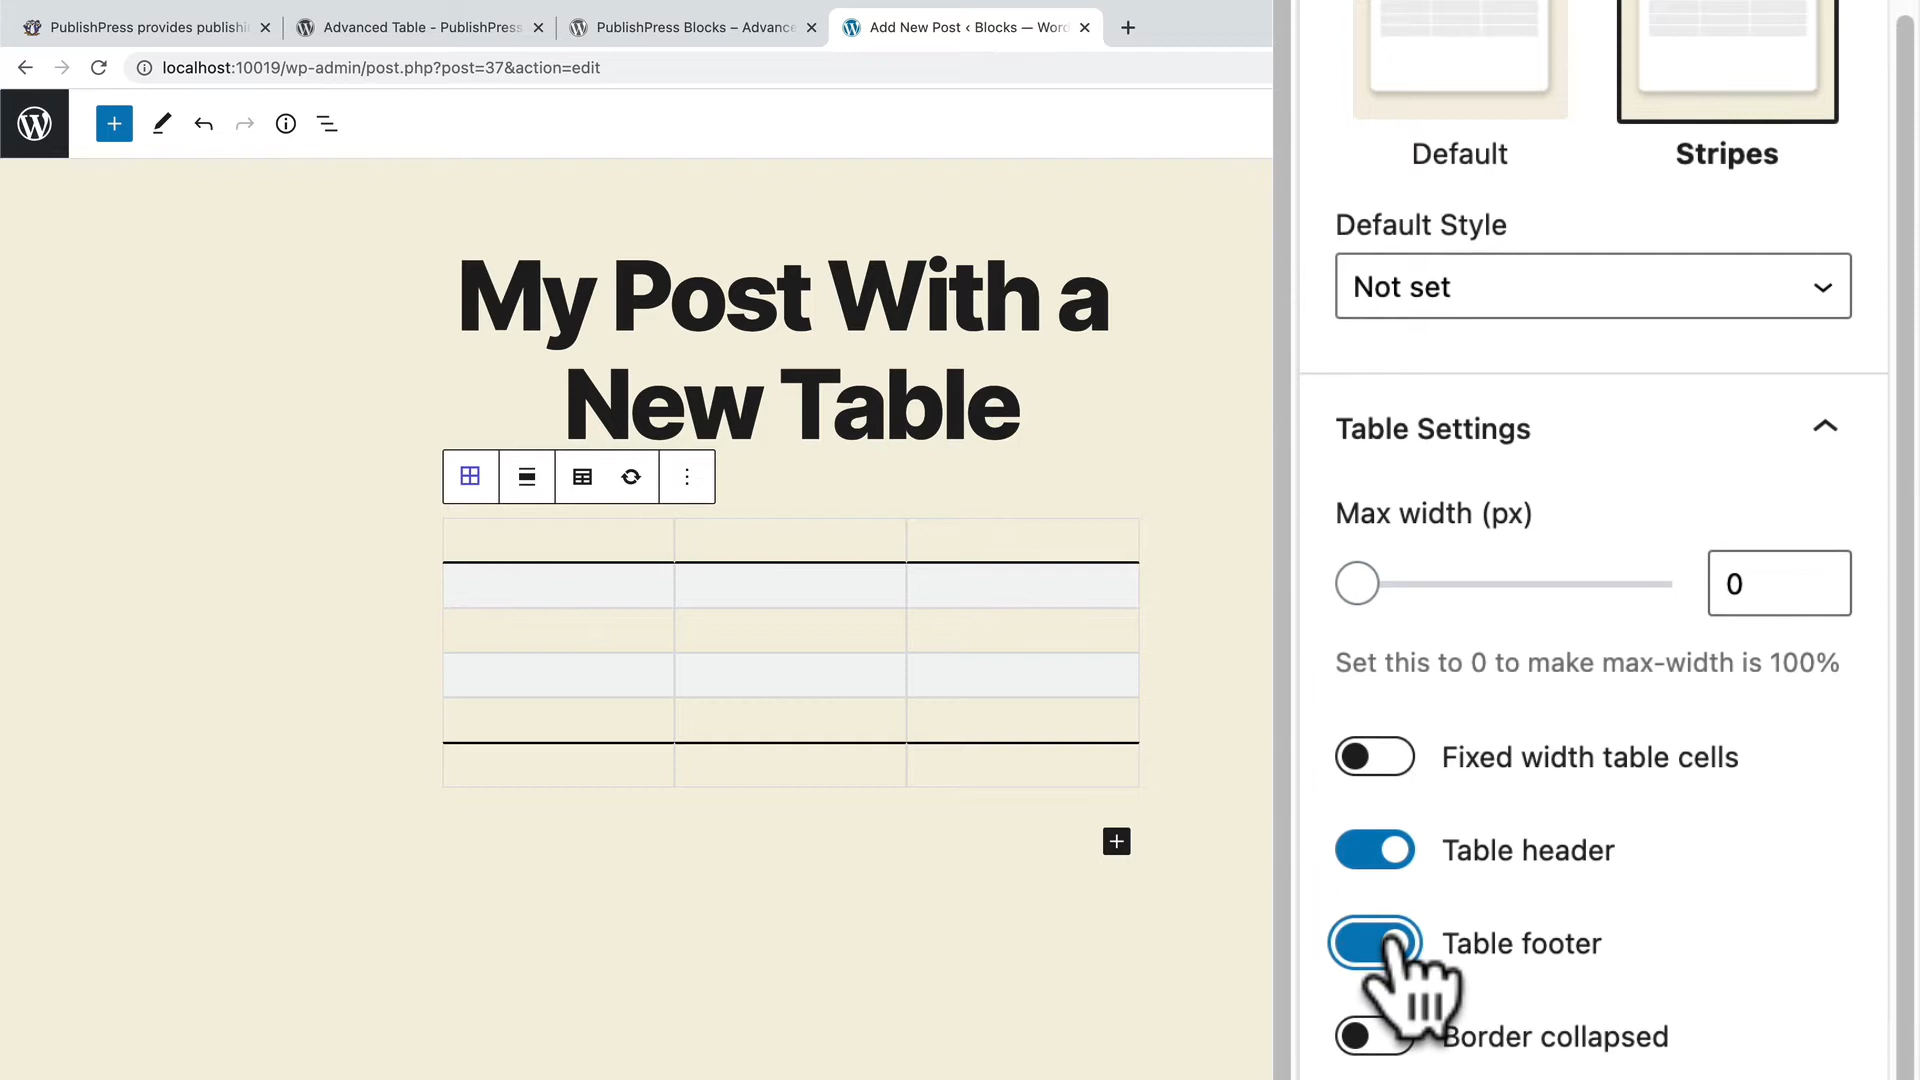 PublishPress provides publishi
Advanced Table - PublishPress
PublishPress Blocks – Advance
Add New Post ‹ Blocks — Word
localhost:10019/wp-admin/post.php?post=37&action=edit
My Post With a
New Table
Default
Stripes
Default Style
Not set
Table Settings
Max width (px)
0
Set this to 0 to make max-width is 100%
Fixed width table cells
Table header
Table footer
Border collapsed